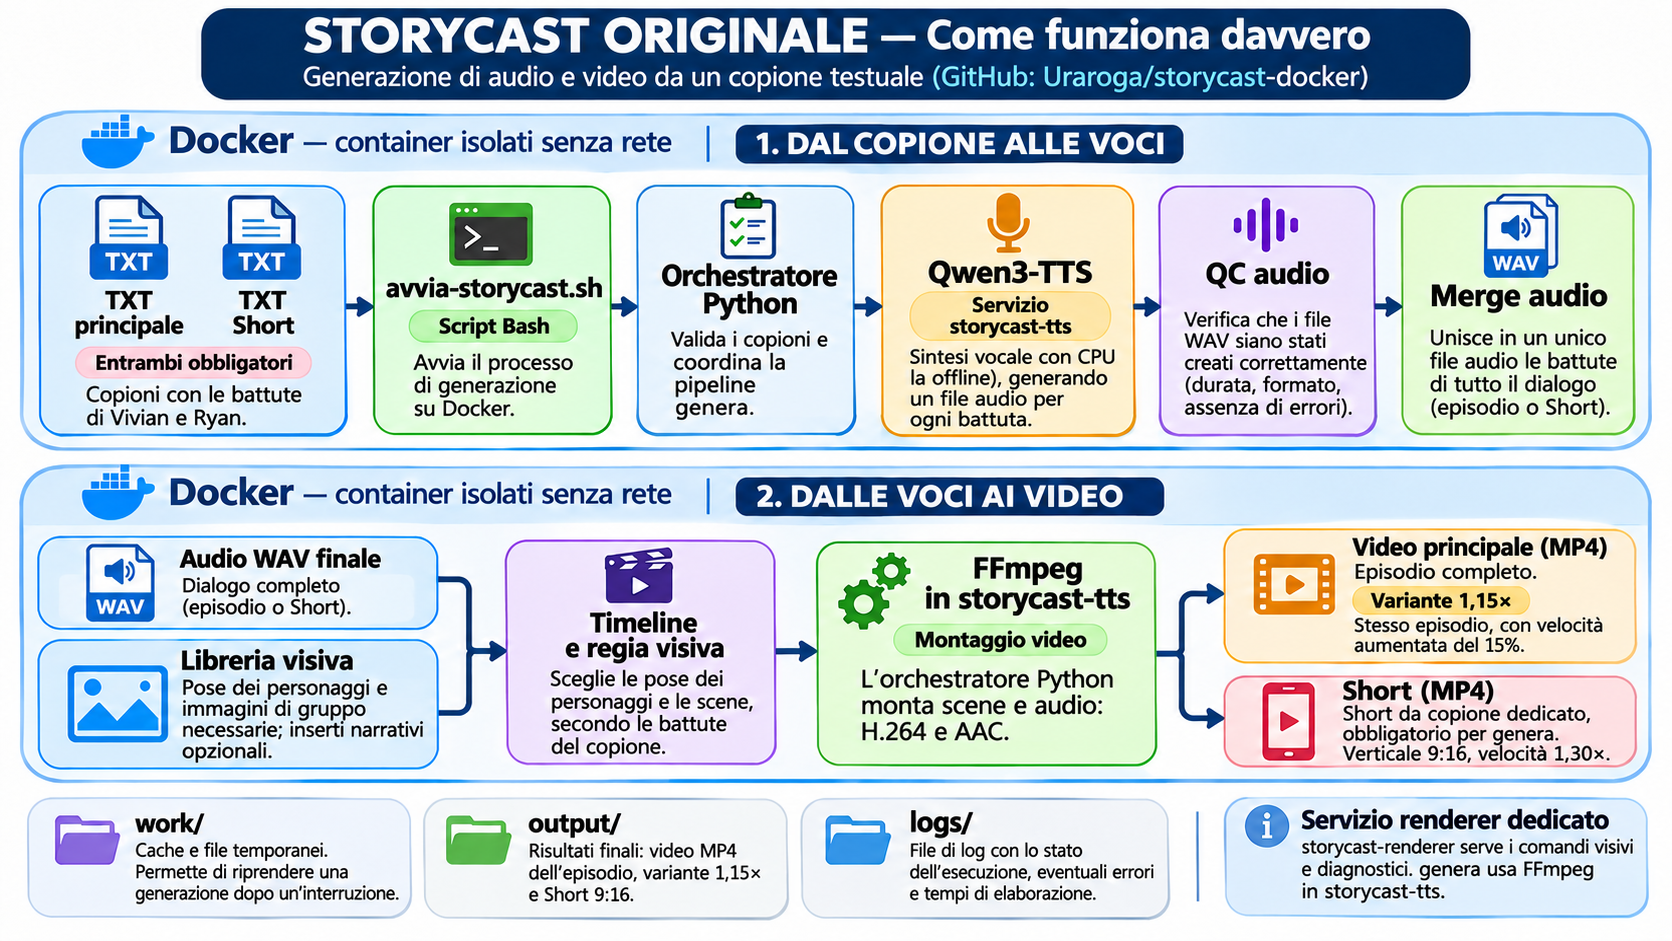 STORYCAST ORIGINALE — Come funziona davvero
Generazione di audio e video da un copione testuale (GitHub: Uraroga/storycast-docker)
Docker — container isolati senza rete
1. DAL COPIONE ALLE VOCI
TXT
TXT
principale
TXT
TXT
Short
Entrambi obbligatori
Copioni con le battute
di Vivian e Ryan.
>_
avvia-storycast.sh
Script Bash
Avvia il processo
di generazione
su Docker.
Orchestratore
Python
Valida i copioni e
coordina la
pipeline
genera.
Qwen3-TTS
Servizio
storycast-tts
Sintesi vocale con CPU
la offline), generando
un file audio per
ogni battuta.
QC audio
Verifica che i file
WAV siano stati
creati correttamente
(durata, formato,
assenza di errori).
WAV
Merge audio
Unisce in un unico
file audio le battute
di tutto il dialogo
(episodio o Short).
Docker — container isolati senza rete
2. DALLE VOCI AI VIDEO
WAV
Audio WAV finale
Dialogo completo
(episodio o Short).
Libreria visiva
Pose dei personaggi e
immagini di gruppo
necessarie; inserti narrativi
opzionali.
Timeline
e regia visiva
Sceglie le pose dei
personaggi e le scene,
secondo le battute
del copione.
FFmpeg
in storycast-tts
Montaggio video
L'orchestratore Python
monta scene e audio:
H.264 e AAC.
Video principale (MP4)
Episodio completo.
Variante 1,15×
Stesso episodio, con velocità
aumentata del 15%.
Short (MP4)
Short da copione dedicato,
obbligatorio per genera.
Verticale 9:16, velocità 1,30×.
work/
Cache e file temporanei.
Permette di riprendere una
generazione dopo un'interruzione.
output/
Risultati finali: video MP4
dell'episodio, variante 1,15×
e Short 9:16.
logs/
File di log con lo stato
dell'esecuzione, eventuali errori
e tempi di elaborazione.
i
Servizio renderer dedicato
storycast-renderer serve i comandi visivi
e diagnostici. genera usa FFmpeg
in storycast-tts.